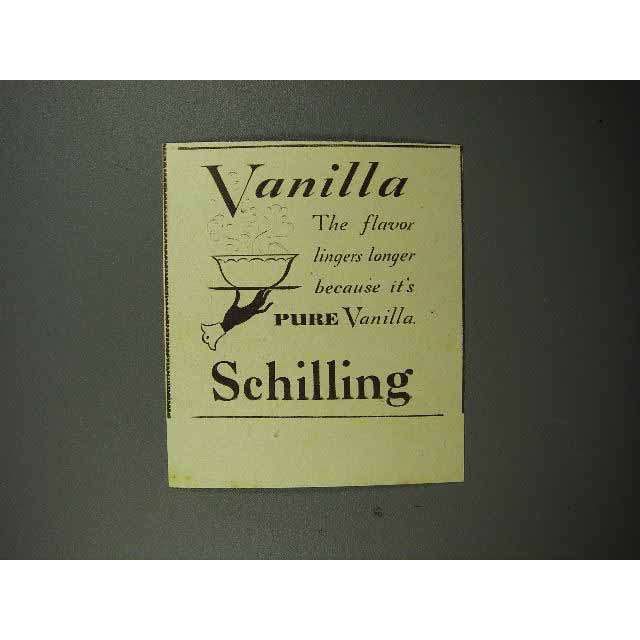 Vanilla
The flavor
lingers longer
because it's
PURE Vanilla.
Schilling